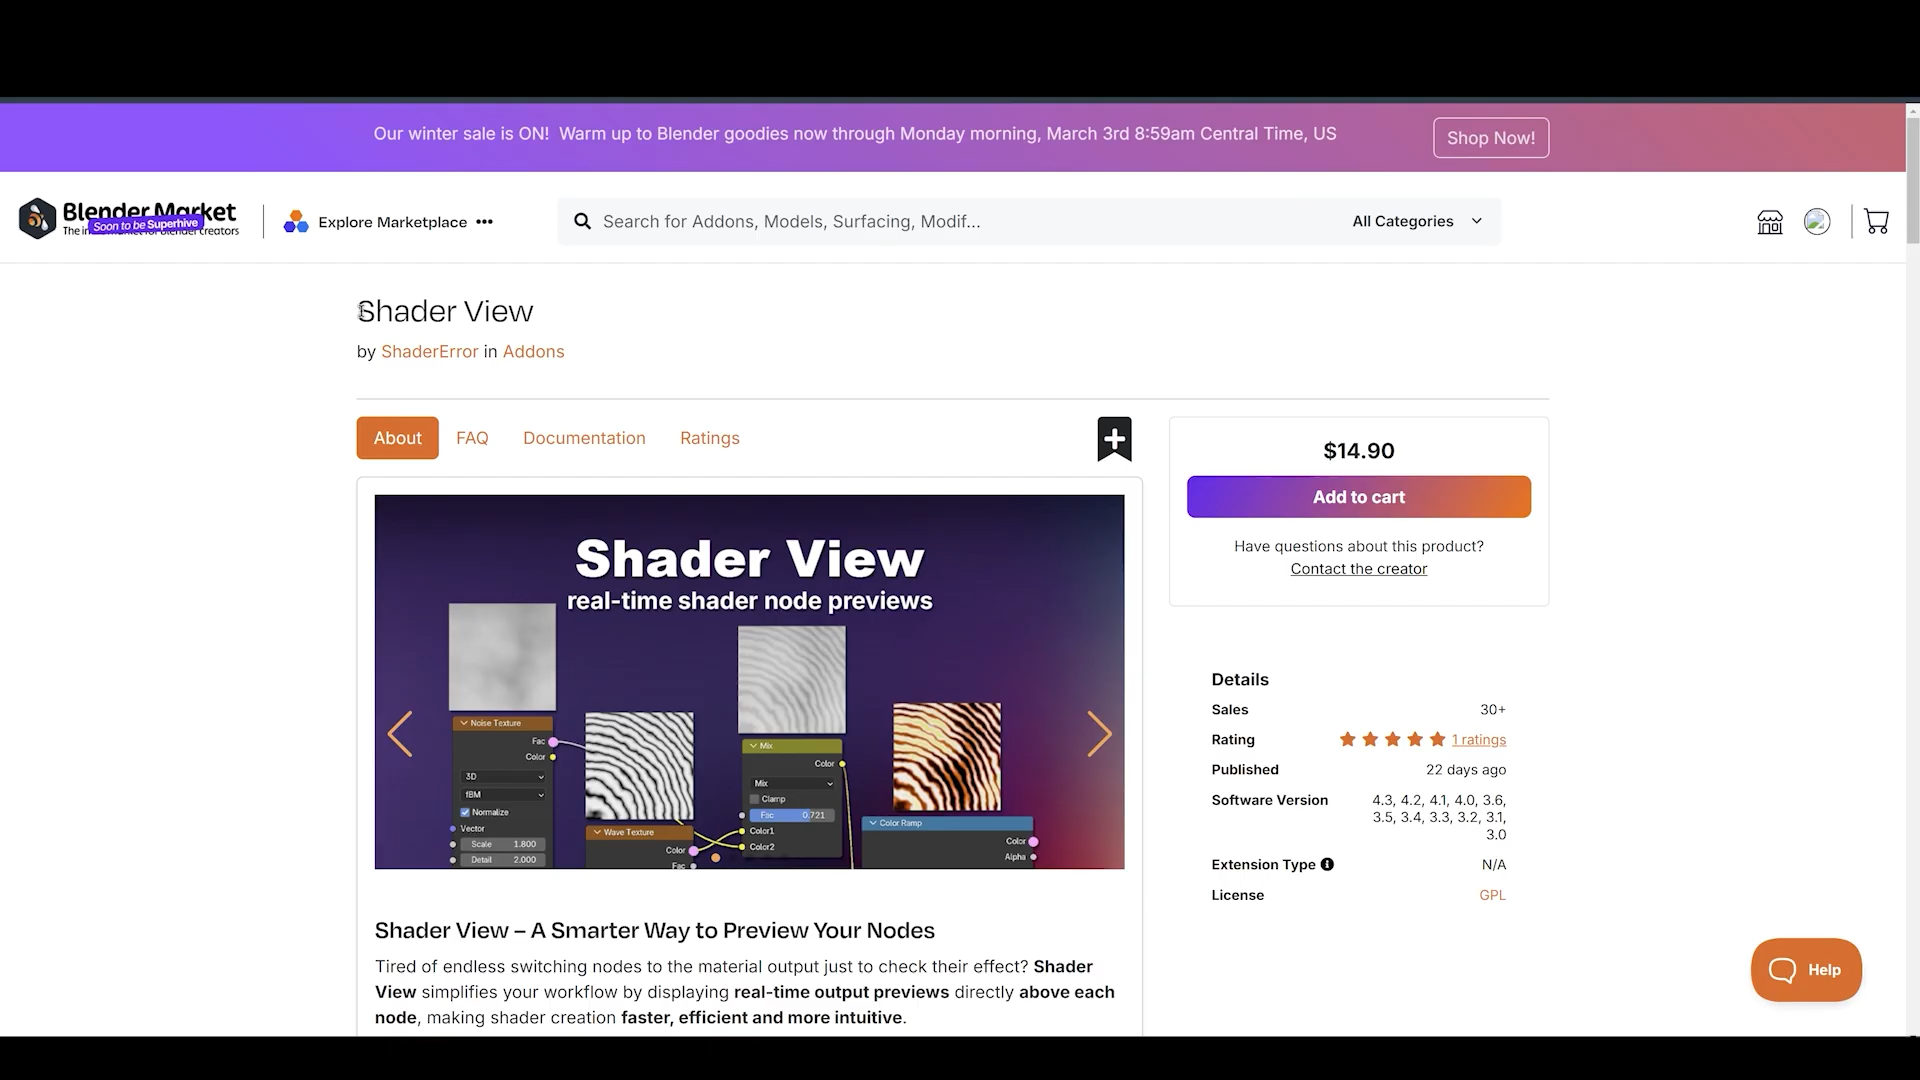 Our winter sale is ON!  Warm up to Blender goodies now through Monday morning, March 3rd 8:59am Central Time, US
Shop Now!
Blender Market
Soon to be Superhive
Explore Marketplace •••
Search for Addons, Models, Surfacing, Modif...
All Categories
Shader View
by ShaderError in Addons
About
FAQ
Documentation
Ratings
$14.90
Add to cart
Have questions about this product?
Contact the creator
Shader View
real-time shader node previews
Noise Texture
Fac
Color
3D
fBM
Normalize
Vector
Scale 1.800
Detail 2.000
Wave Texture
Color
Fac
Mix
Color
Mix
Clamp
Fac 0.721
Color1
Color2
Color Ramp
Color
Alpha
Details
Sales 30+
Rating 1 ratings
Published 22 days ago
Software Version 4.3, 4.2, 4.1, 4.0, 3.6,
3.5, 3.4, 3.3, 3.2, 3.1,
3.0
Extension Type N/A
License GPL
Shader View – A Smarter Way to Preview Your Nodes
Tired of endless switching nodes to the material output just to check their effect? Shader
View simplifies your workflow by displaying real-time output previews directly above each
node, making shader creation faster, efficient and more intuitive.
Help